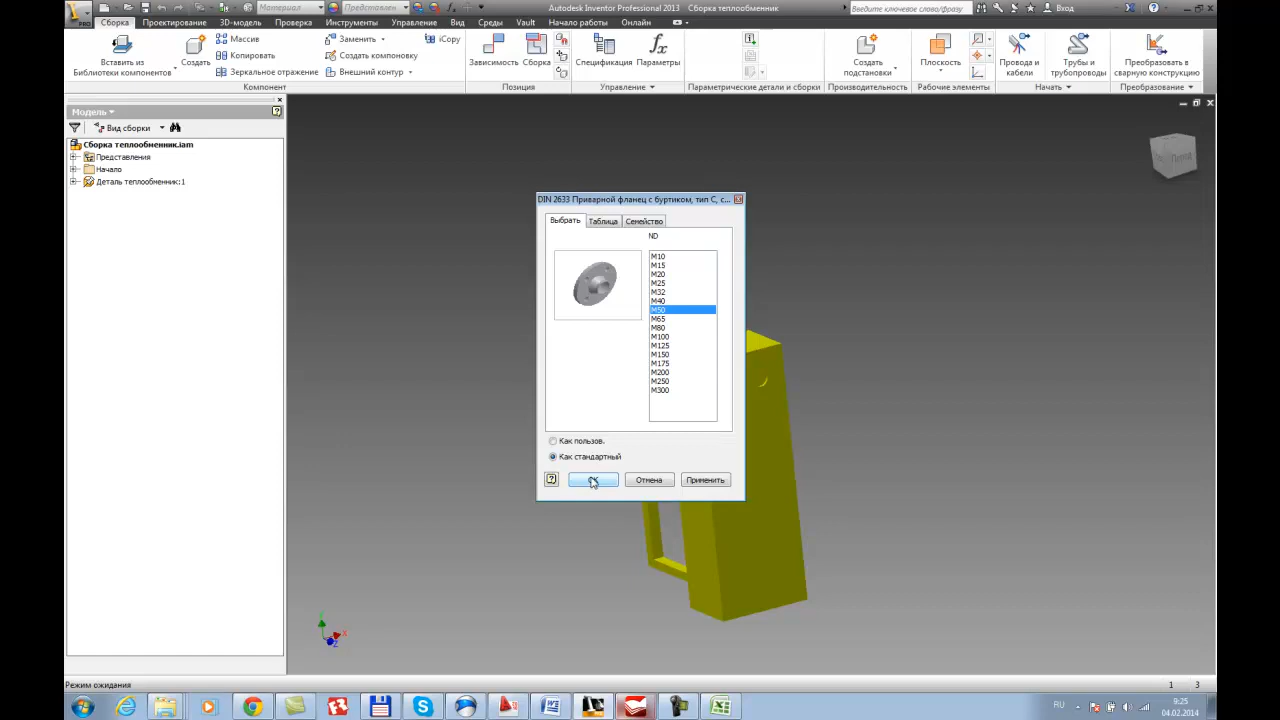 Материал
Autodesk Inventor Professional 2013 Сборка теплообменник
Введите ключевое слово/фразу
Вход
PRO
Сборка Проектирование 3D-модель Проверка Инструменты Управление Вид Среды Vault Начало работы Онлайн
Вставить из
Библиотеки компонентов
Создать
Массив
Копировать
Зеркальное отражение
Заменить
Создать компоновку
Внешний контур
iCopy
Зависимость
Сборка
Спецификация
Параметры
Создать
подстановки
Плоскость
Провода и
кабели
Трубы и
трубопроводы
Преобразовать в
сварную конструкцию
Компонент
Позиция
Управление
Параметрические детали и сборки
Производительность
Рабочие элементы
Начать
Преобразование
Модель
Вид сборки
Сборка теплообменник.iam
Представления
Начало
Деталь теплообменник:1
DIN 2633 Приварной фланец с буртиком, тип C, с...
Выбрать Таблица Семейство
ND
M10
M15
M20
M25
M32
M40
M50
M65
M80
M100
M125
M150
M175
M200
M250
M300
Как пользов.
Как стандартный
Отмена
Применить
Y
X
Z
Режим ожидания
1 3
RU
9:25
04.02.2014